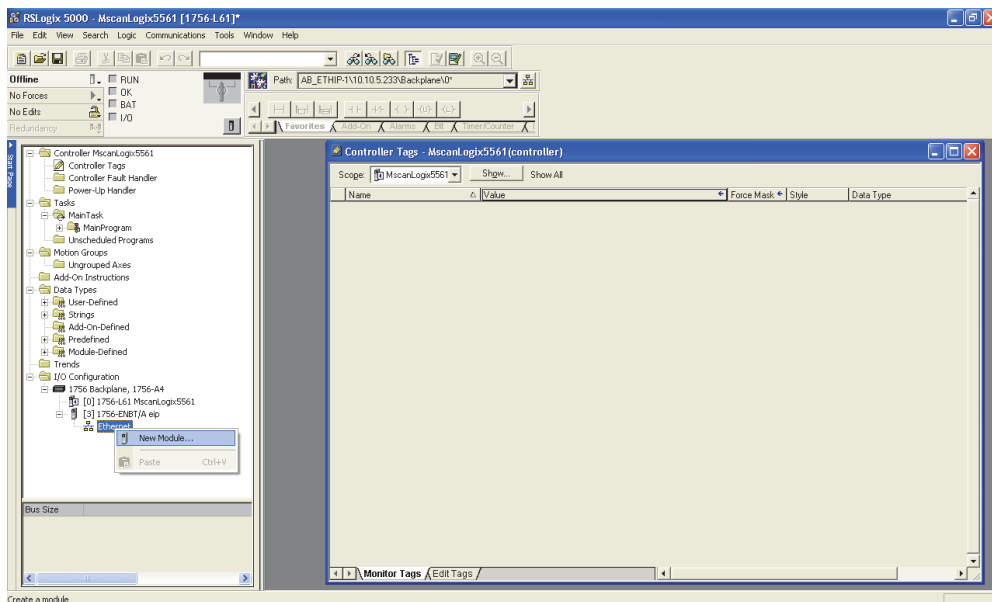 RSLogix 5000 - MscanLogix5561 [1756-L61]*
File Edit View Search Logic Communications Tools Window Help
Offline RUN
No Forces OK
No Edits BAT
Redundancy I/O
Path: AB_ETHIP-1\10.10.5.233\Backplane\0*
Favorites Add-On Alarms Bit Timer/Counter
Start Page
Controller MscanLogix5561
Controller Tags
Controller Fault Handler
Power-Up Handler
Tasks
MainTask
MainProgram
Unscheduled Programs
Motion Groups
Ungrouped Axes
Add-On Instructions
Data Types
User-Defined
Strings
Add-On-Defined
Predefined
Module-Defined
Trends
I/O Configuration
1756 Backplane, 1756-A4
[0] 1756-L61 MscanLogix5561
[3] 1756-ENBT/A eip
Ethernet
New Module...
Paste Ctrl+V
Bus Size
Controller Tags - MscanLogix5561(controller)
Scope: MscanLogix5561 Show... Show All
Name Value Force Mask Style Data Type
Monitor Tags Edit Tags
Create a module